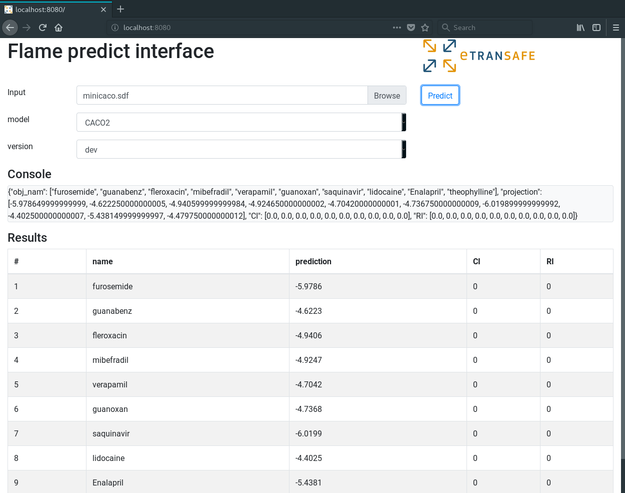 localhost:8080/
localhost:8080
Search
Flame predict interface
eTRANSAFE
Input
minicaco.sdf
Browse
Predict
model
CACO2
version
dev
Console
{"obj_nam": ["furosemide", "guanabenz", "fleroxacin", "mibefradil", "verapamil", "guanoxan", "saquinavir", "lidocaine", "Enalapril", "theophylline"], "projection":
[-5.978649999999999, -4.622250000000005, -4.940599999999984, -4.924650000000002, -4.70420000000001, -4.736750000000009, -6.019899999999992,
-4.402500000000007, -5.438149999999997, -4.479750000000012], "CI": [0.0, 0.0, 0.0, 0.0, 0.0, 0.0, 0.0, 0.0, 0.0, 0.0], "RI": [0.0, 0.0, 0.0, 0.0, 0.0, 0.0, 0.0, 0.0, 0.0, 0.0]}
Results
# name prediction CI RI
1 furosemide -5.9786 0 0
2 guanabenz -4.6223 0 0
3 fleroxacin -4.9406 0 0
4 mibefradil -4.9247 0 0
5 verapamil -4.7042 0 0
6 guanoxan -4.7368 0 0
7 saquinavir -6.0199 0 0
8 lidocaine -4.4025 0 0
9 Enalapril -5.4381 0 0